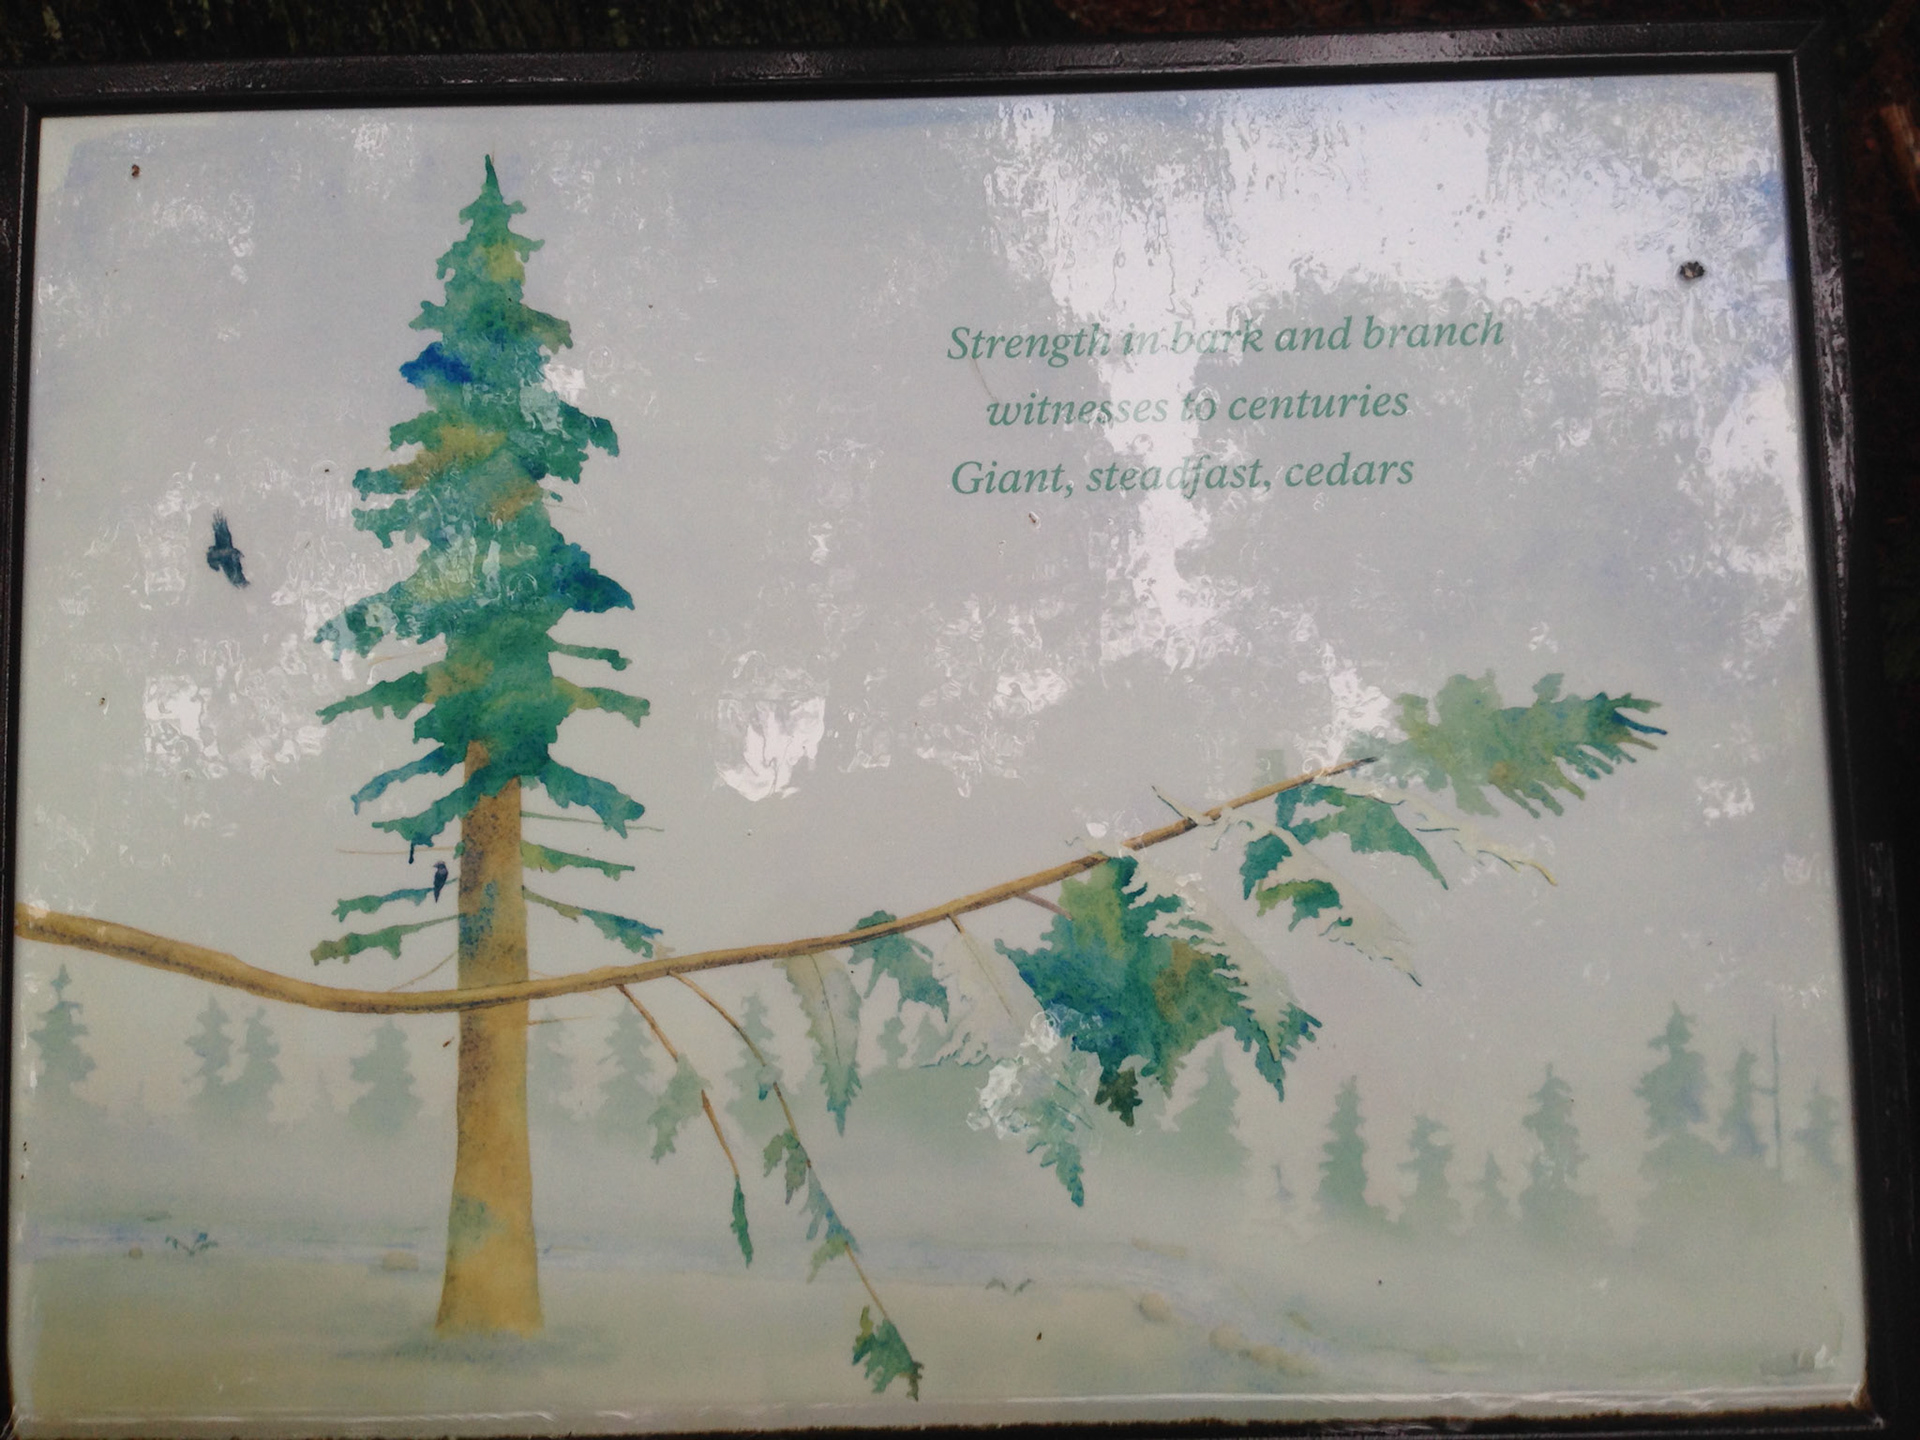 Strength in bark and branch
witnesses to centuries
Giant, steadfast, cedars